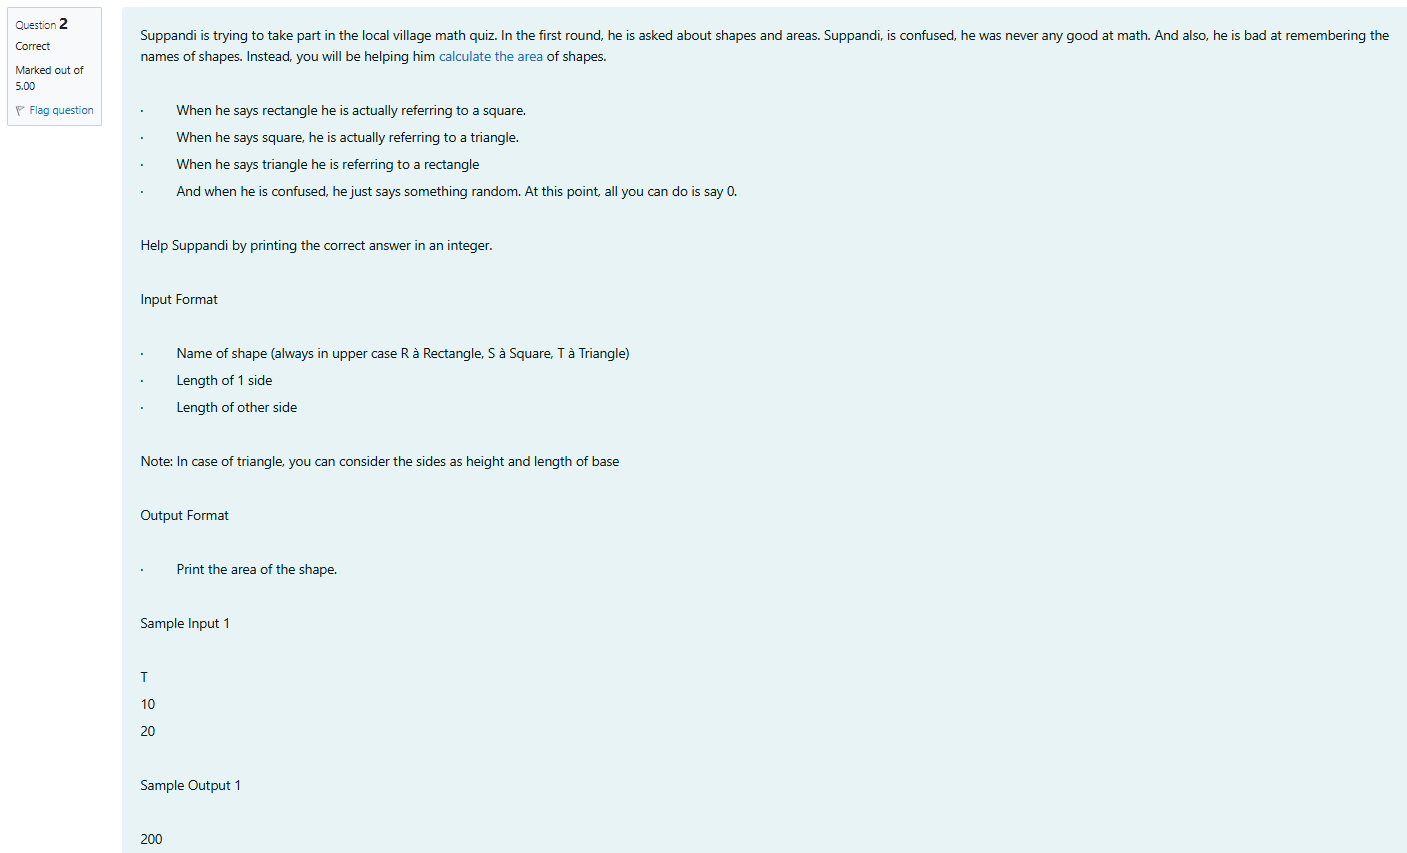 Question 2
Correct
Marked out of
5.00
Flag question
Suppandi is trying to take part in the local village math quiz. In the first round, he is asked about shapes and areas. Suppandi, is confused, he was never any good at math. And also, he is bad at remembering the
names of shapes. Instead, you will be helping him calculate the area of shapes.
· When he says rectangle he is actually referring to a square.
· When he says square, he is actually referring to a triangle.
· When he says triangle he is referring to a rectangle
· And when he is confused, he just says something random. At this point, all you can do is say 0.
Help Suppandi by printing the correct answer in an integer.
Input Format
· Name of shape (always in upper case R à Rectangle, S à Square, T à Triangle)
· Length of 1 side
· Length of other side
Note: In case of triangle, you can consider the sides as height and length of base
Output Format
· Print the area of the shape.
Sample Input 1
T
10
20
Sample Output 1
200